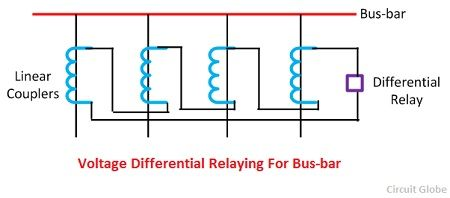 Bus-bar
Linear
Couplers
Differential
Relay
Voltage Differential Relaying For Bus-bar
Circuit Globe